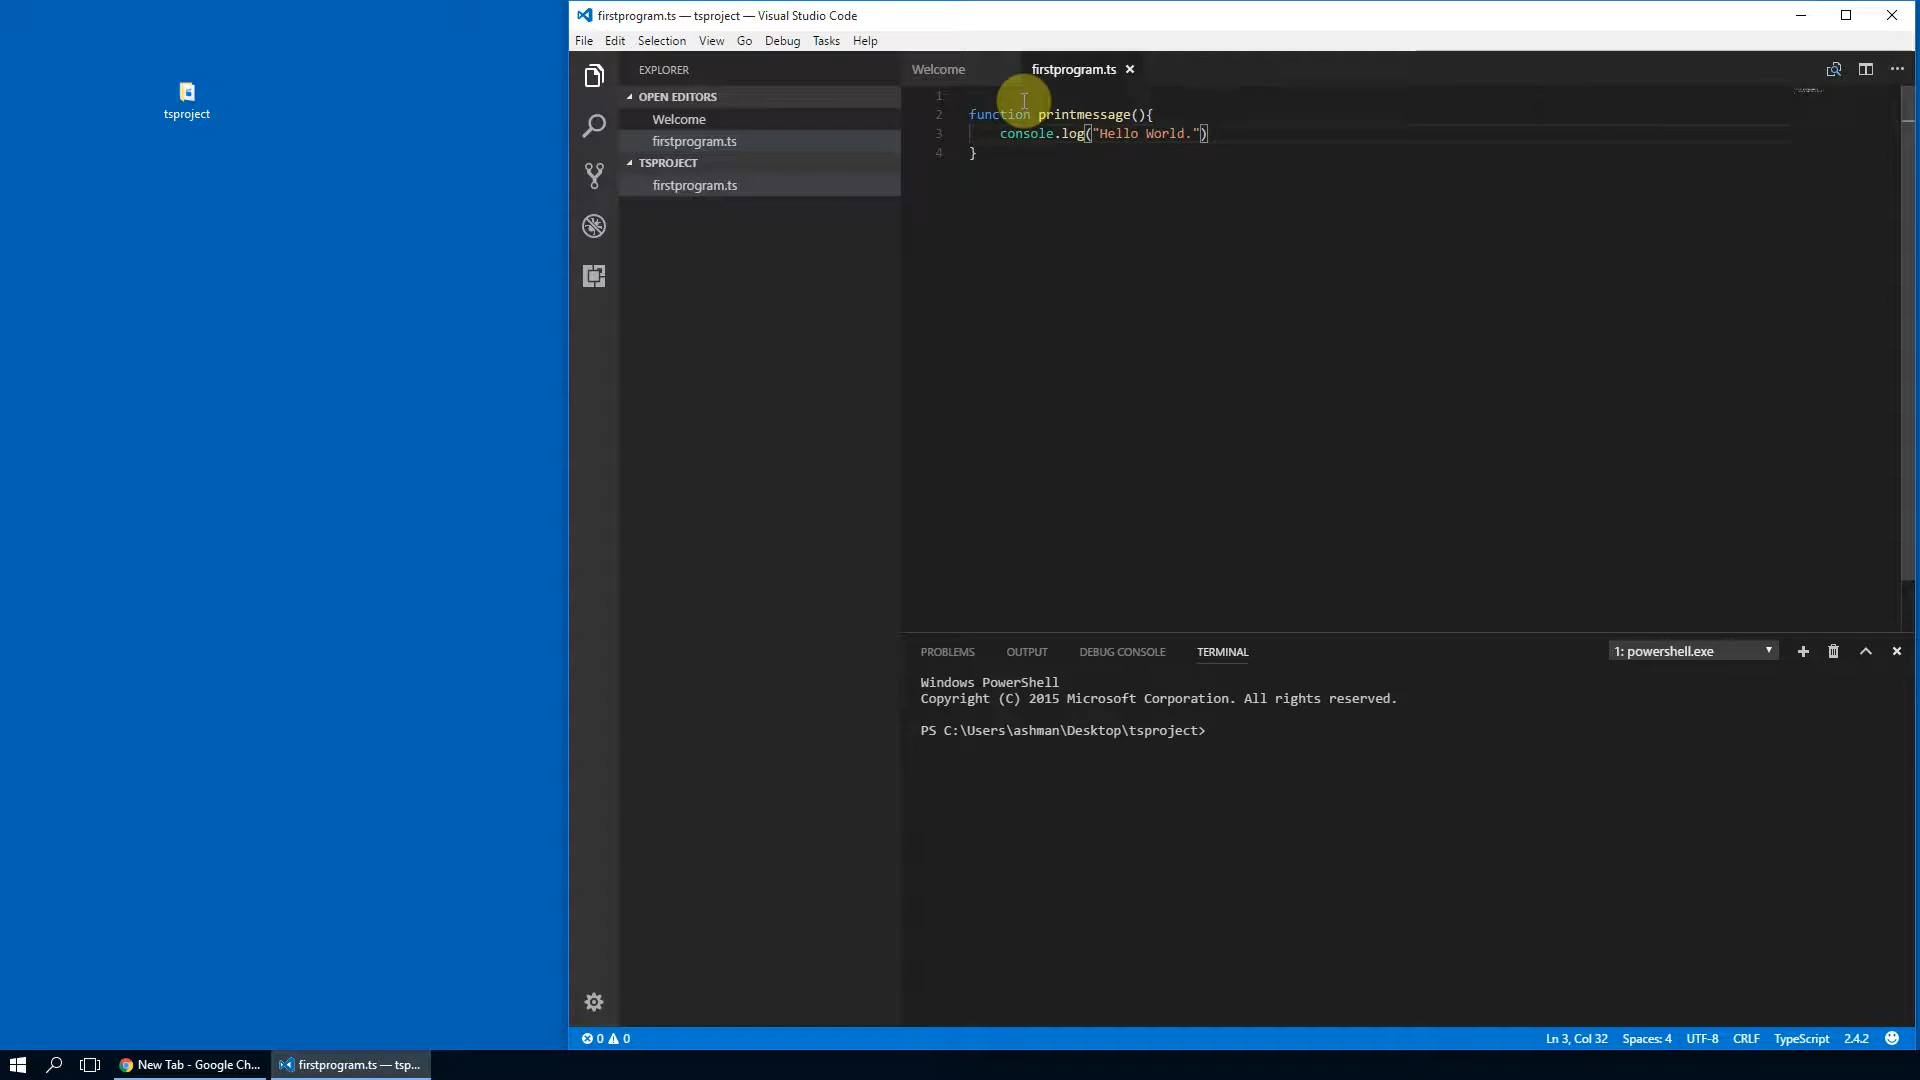 firstprogram.ts — tsproject — Visual Studio Code
File Edit Selection View Go Debug Tasks Help
tsproject
EXPLORER
OPEN EDITORS
Welcome
firstprogram.ts
TSPROJECT
firstprogram.ts
Welcome firstprogram.ts
1
2 function printmessage(){
3 console.log("Hello World.")
4 }
PROBLEMS OUTPUT DEBUG CONSOLE TERMINAL 1: powershell.exe
Windows PowerShell
Copyright (C) 2015 Microsoft Corporation. All rights reserved.
PS C:\Users\ashman\Desktop\tsproject>
0 0 Ln 3, Col 32 Spaces: 4 UTF-8 CRLF TypeScript 2.4.2
New Tab - Google Ch... firstprogram.ts — tsp...